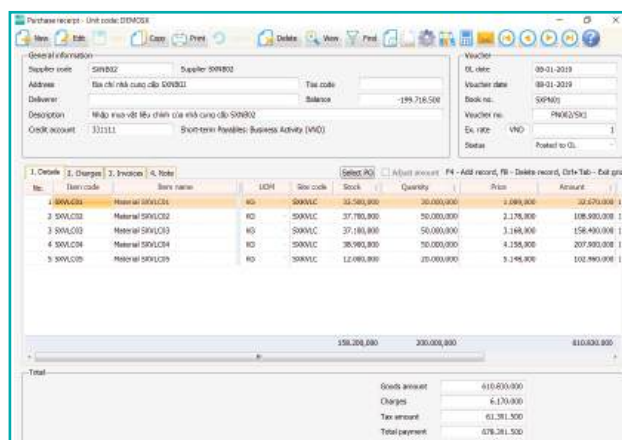 Purchase receipt - Unit code: DEMOSX
New Edit Copy Print Delete View Find
General information
Supplier code SXNB02 Supplier SXNB02
Address Địa chỉ nhà cung cấp SXNB02 Tax code
Deliverer Balance -199.718.500
Description Nhập mua vật liệu chính của nhà cung cấp SXNB02
Credit account 331111 Short-term Payables: Business Activity (VND)
Voucher
GL date 09-01-2019
Voucher date 09-01-2019
Book no. SXPN01
Voucher no. PN002/SX1
Ex. rate VND 1
Status Posted to GL
1. Details 2. Charges 3. Invoices 4. Note Select PO Adjust amount F4 - Add record, F8 - Delete record, Ctrl+Tab - Exit
No. Item code Item name UOM Site code Stock Quantity Price Amount
1 SXVLC01 Material SXVLC01 KG SXKVLC 32.500,000 30.000,000 1.089,000 32.670.000
2 SXVLC02 Material SXVLC02 KG SXKVLC 37.700,000 50.000,000 2.178,000 108.900.000
3 SXVLC03 Material SXVLC03 KG SXKVLC 37.100,000 50.000,000 3.168,000 158.400.000
4 SXVLC04 Material SXVLC04 KG SXKVLC 38.900,000 50.000,000 4.158,000 207.900.000
5 SXVLC05 Material SXVLC05 KG SXKVLC 12.000,000 20.000,000 5.148,000 102.960.000
158.200,000 200.000,000 610.830.000
Total
Goods amount 610.830.000
Charges 6.170.000
Tax amount 61.391.500
Total payment 678.391.500